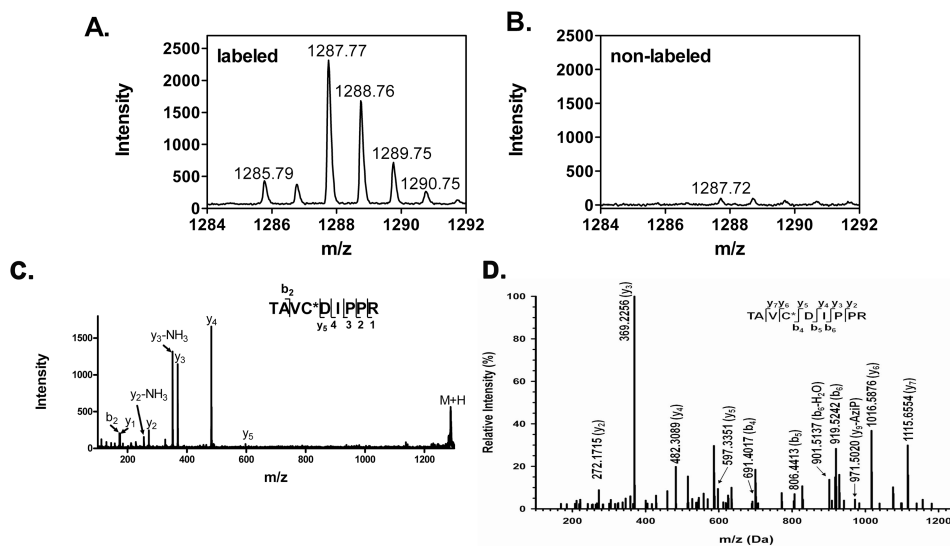 A.
labeled
2500
2000
1500
1000
500
0
1287.77
1288.76
1289.75
1290.75
1285.79
1284 1286 1288 1290 1292
Intensity
m/z
B.
non-labeled
2500
2000
1500
1000
500
0
1287.72
1284 1286 1288 1290 1292
Intensity
m/z
C.
b2
TAVC*DIPPR
y5 4 3 2 1
1500
1000
500
0
y4
y3-NH3
y3
y2-NH3
b2
y1
y2
y5
M+H
200 400 600 800 1000 1200
Intensity
m/z
D.
y7 y6 y5 y4 y3 y2
TAVC*DIPPR
b4 b5 b6
100
80
60
40
20
0
272.1715 (y2)
369.2256 (y3)
482.3089 (y4)
597.3351 (y5)
691.4017 (b4)
806.4413 (b5)
901.5137 (b6-H2O)
919.5242 (b6)
971.5020 (y9-AziP)
1016.5876 (y6)
1115.6554 (y7)
200 400 600 800 1000 1200
Relative Intensity (%)
m/z (Da)